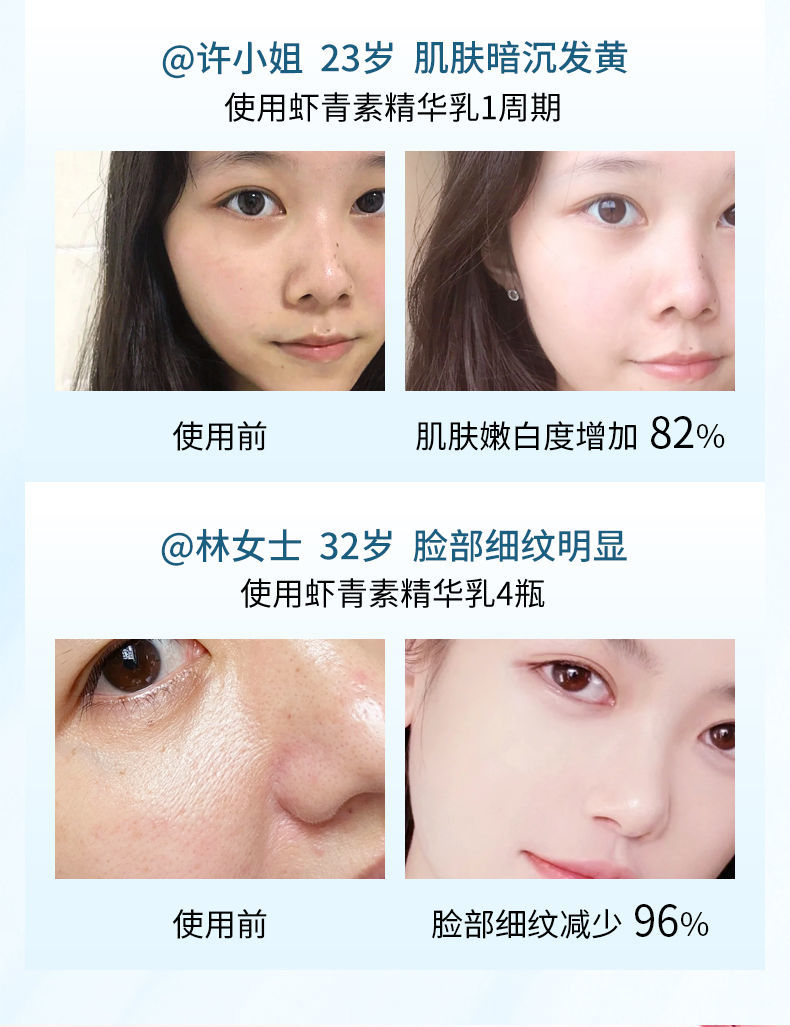 @许小姐 23岁 肌肤暗沉发黄
使用虾青素精华乳1周期
使用前
肌肤嫩白度增加 82%
@林女士 32岁 脸部细纹明显
使用虾青素精华乳4瓶
使用前
脸部细纹减少 96%